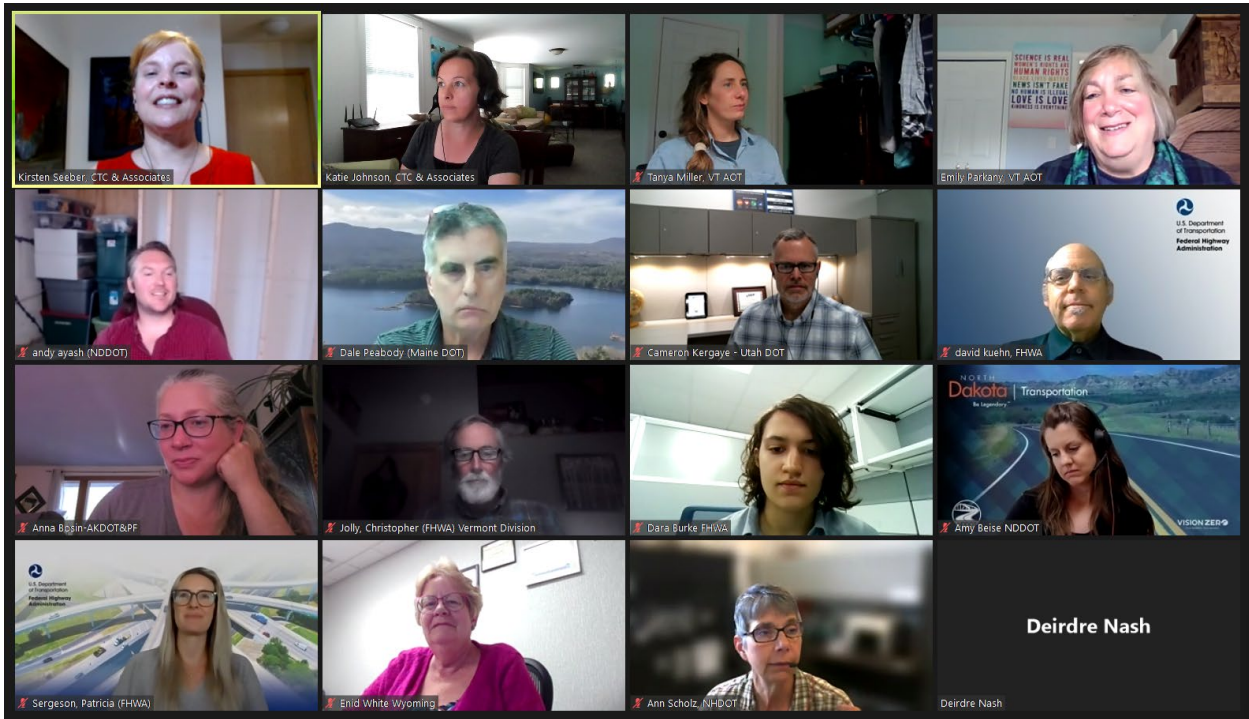 SCIENCE IS REAL
WOMEN'S RIGHTS ARE
HUMAN RIGHTS
NEWS ISN'T FAKE
NO HUMAN IS ILLEGAL
LOVE IS LOVE
KINDNESS IS EVERYTHING
Kirsten Seeber, CTC & Associates
Katie Johnson, CTC & Associates
Tanya Miller, VT AOT
Emily Parkany, VT AOT
U.S. Department
of Transportation
Federal Highway
Administration
andy ayash (NDDOT)
Dale Peabody (Maine DOT)
Cameron Kergaye - Utah DOT
david kuehn, FHWA
NORTH
Dakota | Transportation
Be Legendary™
VISION ZERO
Anna Bosin-AKDOT&PF
Jolly, Christopher (FHWA) Vermont Division
Dara Burke FHWA
Amy Beise NDDOT
U.S. Department
of Transportation
Federal Highway
Administration
Deirdre Nash
Sergeson, Patricia (FHWA)
Enid White Wyoming
Ann Scholz, NHDOT
Deirdre Nash